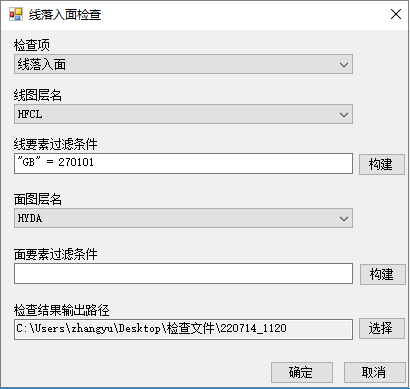 线落入面检查
检查项
线落入面
线图层名
HFCL
线要素过滤条件
"GB" = 270101
构建
面图层名
HYDA
面要素过滤条件
构建
检查结果输出路径
C:\Users\zhangyu\Desktop\检查文件\220714_1120
选择
确定
取消